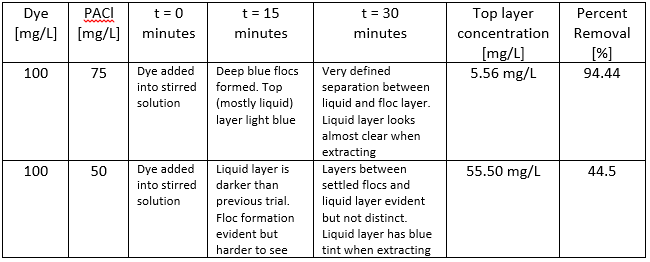 Dye [mg/L] PACl [mg/L] t = 0 minutes t = 15 minutes t = 30 minutes Top layer concentration [mg/L] Percent Removal [%]
100 75 Dye added into stirred solution Deep blue flocs formed. Top (mostly liquid) layer light blue Very defined separation between liquid and floc layer. Liquid layer looks almost clear when extracting 5.56 mg/L 94.44
100 50 Dye added into stirred solution Liquid layer is darker than previous trial. Floc formation evident but harder to see Layers between settled flocs and liquid layer evident but not distinct. Liquid layer has blue tint when extracting 55.50 mg/L 44.5